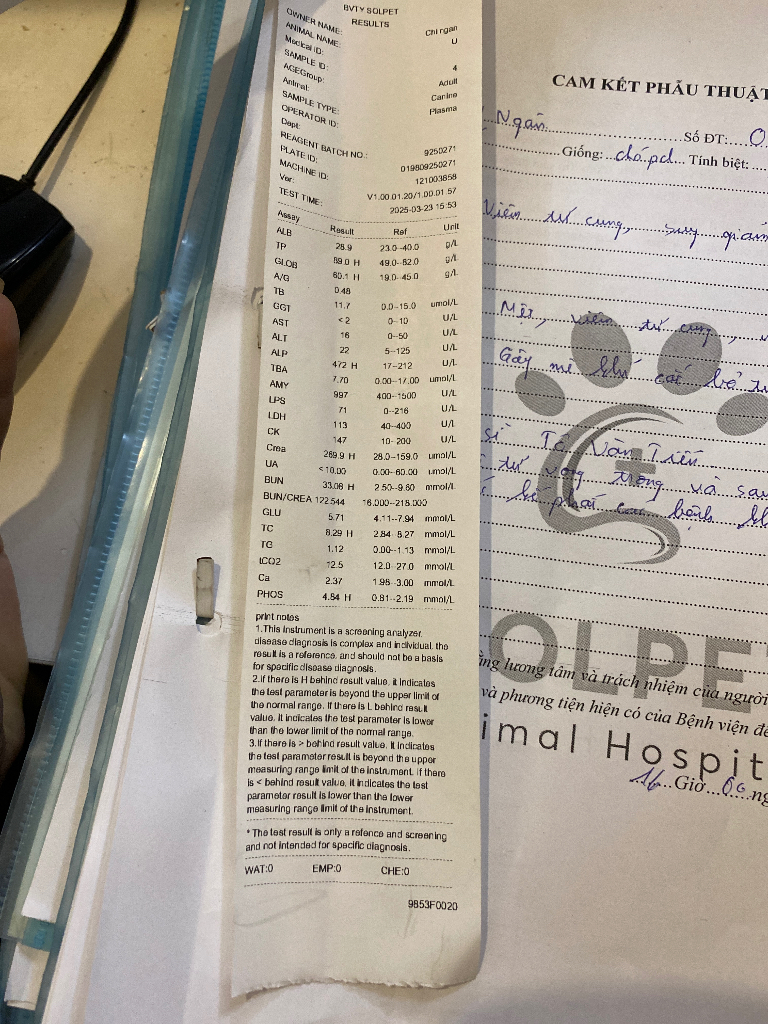 BVTY SOLPET
RESULTS
OWNER NAME: Chi ngan
ANIMAL NAME: U
Medical ID:
SAMPLE ID: 4
AGEGroup: Adult
Animal: Canine
SAMPLE TYPE: Plasma
OPERATOR ID:
Dept:
REAGENT BATCH NO.: 9250271
PLATE ID: 019809250271
MACHINE ID: 121003658
Ver: V1.00.01.20/1.00.01.57
TEST TIME: 2025-03-23 15:53
Assay Result Ref Unit
ALB 28.9 23.0--40.0 g/L
TP 89.0 H 49.0--82.0 g/L
GLOB 60.1 H 19.0--45.0 g/L
A/G 0.48
TB 11.7 0.0--15.0 umol/L
GGT <2 0--10 U/L
AST 16 0--50 U/L
ALT 22 5--125 U/L
ALP 472 H 17--212 U/L
TBA 7.70 0.00--17.00 umol/L
AMY 997 400--1500 U/L
LPS 71 0--216 U/L
LDH 113 40--400 U/L
CK 147 10--200 U/L
Crea 269.9 H 28.0--159.0 umol/L
UA <10.00 0.00--60.00 umol/L
BUN 33.08 H 2.50--9.60 mmol/L
BUN/CREA 122.544 16.000--218.000
GLU 5.71 4.11--7.94 mmol/L
TC 8.29 H 2.84--8.27 mmol/L
TG 1.12 0.00--1.13 mmol/L
tCO2 12.5 12.0--27.0 mmol/L
Ca 2.37 1.98--3.00 mmol/L
PHOS 4.84 H 0.81--2.19 mmol/L
print notes
1.This instrument is a screening analyzer.
disease diagnosis is complex and individual. the
result is a reference. and should not be a basis
for specific disease diagnosis.
2.If there is H behind result value, it indicates
the test parameter is beyond the upper limit of
the normal range. If there is L behind result
value. It indicates the test parameter is lower
than the lower limit of the normal range.
3.If there is > behind result value. It indicates
the test parameter result is beyond the upper
measuring range limit of the instrument. If there
is < behind result value. it indicates the test
parameter result is lower than the lower
measuring range limit of the instrument.
* The test result is only a refence and screening
and not intended for specific diagnosis.
WAT:0 EMP:0 CHE:0
9853F0020
CAM KẾT PHẪU THUẬT
Ngân Số ĐT: 0
Giống: chó pd Tính biệt:
Viêm tử cung, suy giảm
Mệt, viêm tử cung,
Gây mê cắt bỏ
sĩ Tô Văn Tiến
tử vong trong và sau
phát bệnh
OLPET
lương tâm và trách nhiệm của người
và phương tiện hiện có của Bệnh viện để
imal Hospit
16 Giờ 00 ng